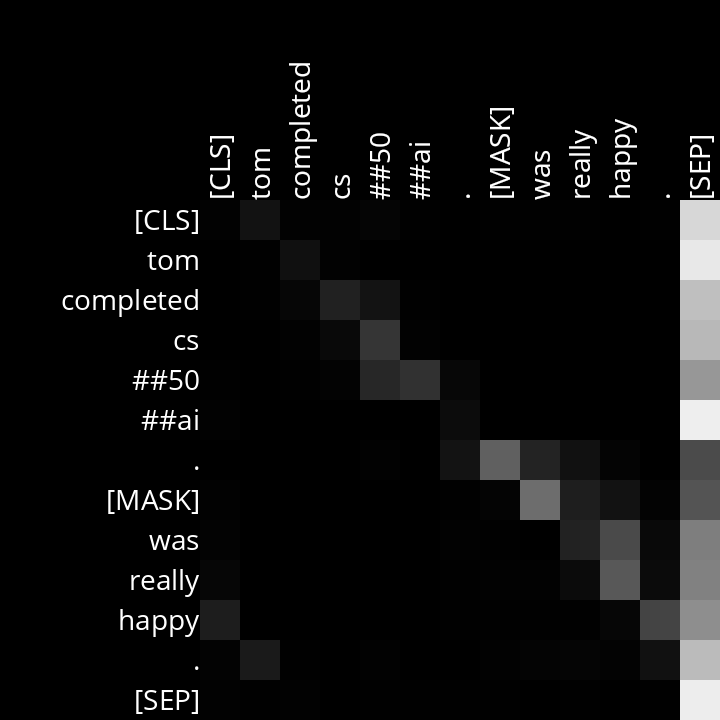 [CLS]
tom
completed
cs
##50
##ai
.
[MASK]
was
really
happy
.
[SEP]
[CLS]
tom
completed
cs
##50
##ai
.
[MASK]
was
really
happy
.
[SEP]